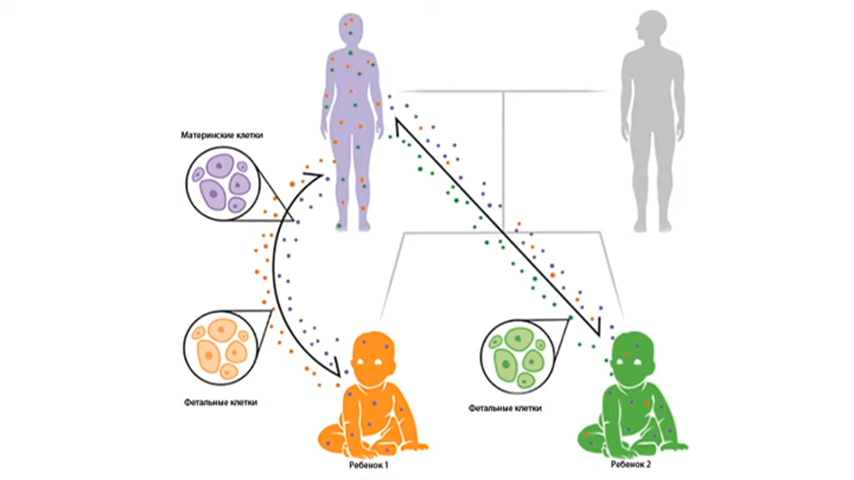 Материнские клетки
Фетальные клетки
Фетальные клетки
Ребенок 1
Ребенок 2